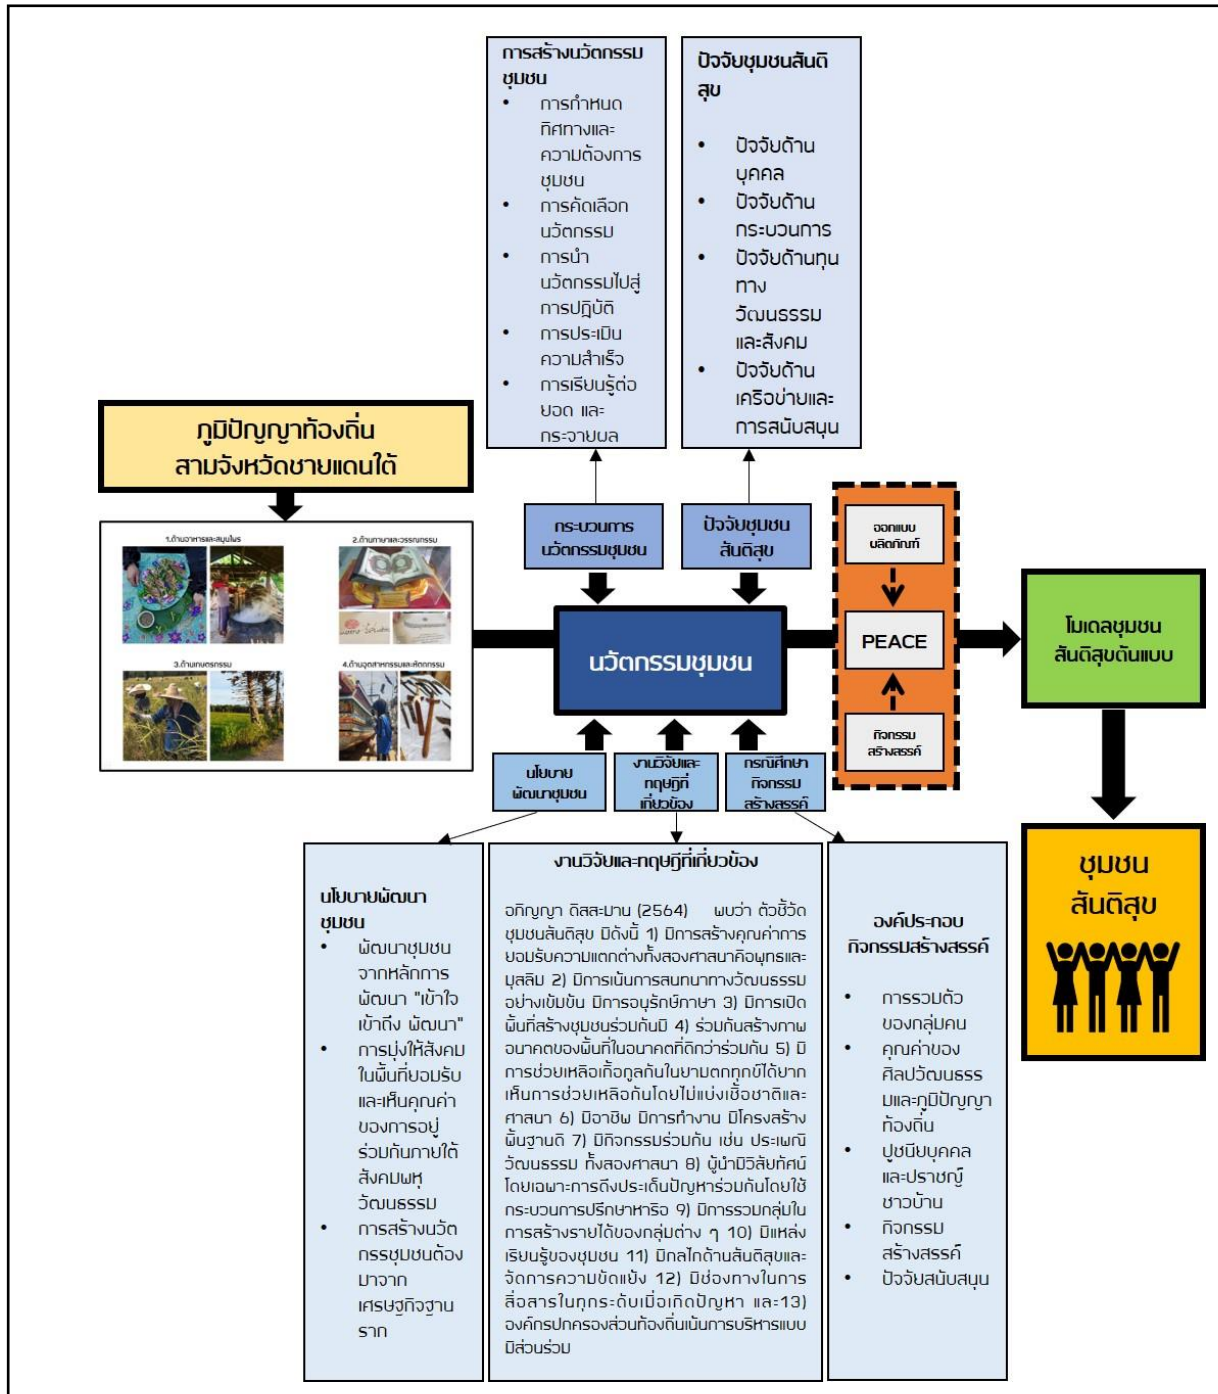 การสร้างนวัตกรรม
ชุมชน
• การกำหนด
ทิศทางและ
ความต้องการ
ชุมชน
• การคัดเลือก
นวัตกรรม
• การนำ
นวัตกรรมไปสู่
การปฏิบัติ
• การประเมิน
ความสำเร็จ
• การเรียนรู้ต่อ
ยอด และ
กระจายผล
ปัจจัยชุมชนสันติ
สุข
• ปัจจัยด้าน
บุคคล
• ปัจจัยด้าน
กระบวนการ
• ปัจจัยด้านทุน
ทาง
วัฒนธรรม
และสังคม
• ปัจจัยด้าน
เครือข่ายและ
การสนับสนุน
ภูมิปัญญาท้องถิ่น
สามจังหวัดชายแดนใต้
1.ด้านอาหารและสมุนไพร
2.ด้านภาษาและวรรณกรรม
3.ด้านเกษตรกรรม
4.ด้านอุตสาหกรรมและหัตถกรรม
กระบวนการ
นวัตกรรมชุมชน
ปัจจัยชุมชน
สันติสุข
นวัตกรรมชุมชน
ออกแบบ
ผลิตภัณฑ์
PEACE
กิจกรรม
สร้างสรรค์
โมเดลชุมชน
สันติสุขต้นแบบ
ชุมชน
สันติสุข
นโยบาย
พัฒนาชุมชน
งานวิจัยและ
ทฤษฎีที่
เกี่ยวข้อง
กรณีศึกษา
กิจกรรม
สร้างสรรค์
นโยบายพัฒนา
ชุมชน
• พัฒนาชุมชน
จากหลักการ
พัฒนา "เข้าใจ
เข้าถึง พัฒนา"
• การมุ่งให้สังคม
ในพื้นที่ยอมรับ
และเห็นคุณค่า
ของการอยู่
ร่วมกันภายใต้
สังคมพหุ
วัฒนธรรม
• การสร้างนวัต
กรรชุมชนต้อง
มาจาก
เศรษฐกิจฐาน
ราก
งานวิจัยและทฤษฎีที่เกี่ยวข้อง
อภิญญา ดิสสะมาน (2564) พบว่า ตัวชี้วัด
ชุมชนสันติสุข มีดังนี้ 1) มีการสร้างคุณค่าการ
ยอมรับความแตกต่างทั้งสองศาสนาคือพุทธและ
มุสลิม 2) มีการเน้นการสนทนาทางวัฒนธรรม
อย่างเข้มข้น มีการอนุรักษ์ภาษา 3) มีการเปิด
พื้นที่สร้างชุมชนร่วมกันมี 4) ร่วมกันสร้างภาพ
อนาคตของพื้นที่ในอนาคตที่ดีกว่าร่วมกัน 5) มี
การช่วยเหลือเกื้อกูลกันในยามตกทุกข์ได้ยาก
เห็นการช่วยเหลือกันโดยไม่แบ่งเชื้อชาติและ
ศาสนา 6) มีอาชีพ มีการทำงาน มีโครงสร้าง
พื้นฐานดี 7) มีกิจกรรมร่วมกัน เช่น ประเพณี
วัฒนธรรม ทั้งสองศาสนา 8) ผู้นำมีวิสัยทัศน์
โดยเฉพาะการดึงประเด็นปัญหาร่วมกันโดยใช้
กระบวนการปรึกษาหารือ 9) มีการรวมกลุ่มใน
การสร้างรายได้ของกลุ่มต่าง ๆ 10) มีแหล่ง
เรียนรู้ของชุมชน 11) มีกลไกด้านสันติสุขและ
จัดการความขัดแย้ง 12) มีช่องทางในการ
สื่อสารในทุกระดับเมื่อเกิดปัญหา และ13)
องค์กรปกครองส่วนท้องถิ่นเน้นการบริหารแบบ
มีส่วนร่วม
องค์ประกอบ
กิจกรรมสร้างสรรค์
• การรวมตัว
ของกลุ่มคน
• คุณค่าของ
ศิลปวัฒนธรร
มและภูมิปัญญา
ท้องถิ่น
• ปูชนียบุคคล
และปราชญ์
ชาวบ้าน
• กิจกรรม
สร้างสรรค์
• ปัจจัยสนับสนุน